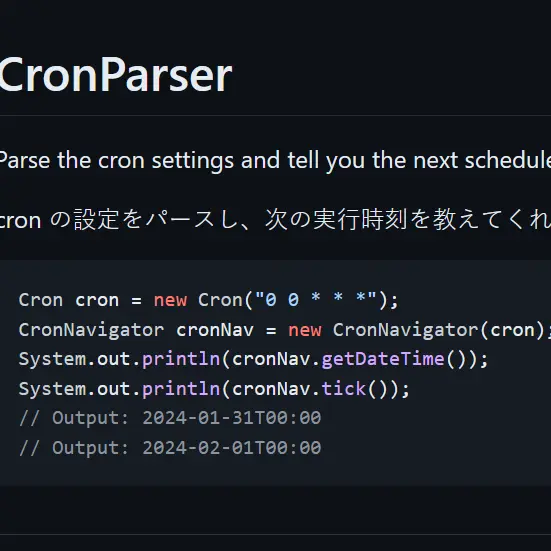 CronParser
Parse the cron settings and tell you the next schedule
cron の設定をパースし、次の実行時刻を教えてくれ
Cron cron = new Cron("0 0 * * *");
CronNavigator cronNav = new CronNavigator(cron);
System.out.println(cronNav.getDateTime());
System.out.println(cronNav.tick());
// Output: 2024-01-31T00:00
// Output: 2024-02-01T00:00